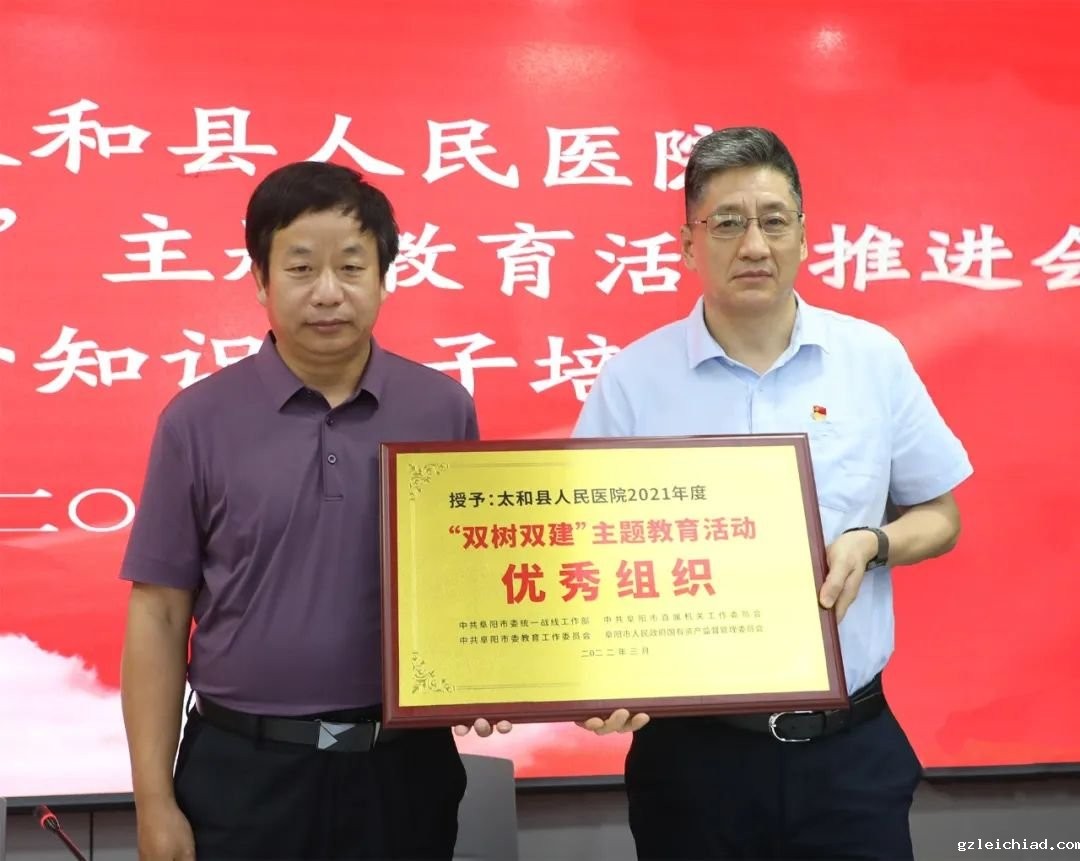 和县人民医院
” 主 教育活 推进会
知识 子培
二〇
授予：太和县人民医院2021年度
“双树双建”主题教育活动
优秀组织
中共阜阳市委统一战线工作部 中共阜阳市直属机关工作委员会
中共阜阳市委教育工作委员会 阜阳市人民政府国有资产监督管理委员会
二〇二二年三月
gzleichiad.com